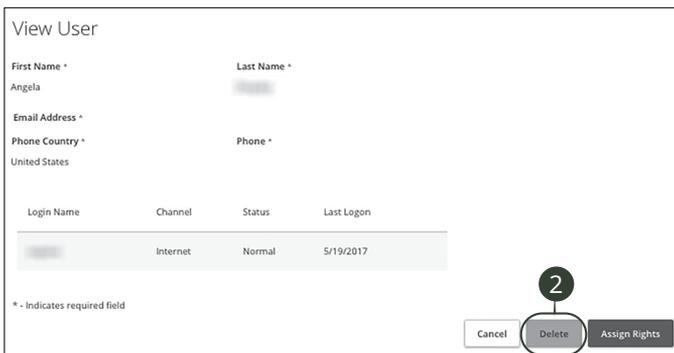 View User
First Name * Last Name *
Angela
Email Address *
Phone Country * Phone *
United States
Login Name Channel Status Last Logon
Internet Normal 5/19/2017
* - Indicates required field
2
Cancel Delete Assign Rights